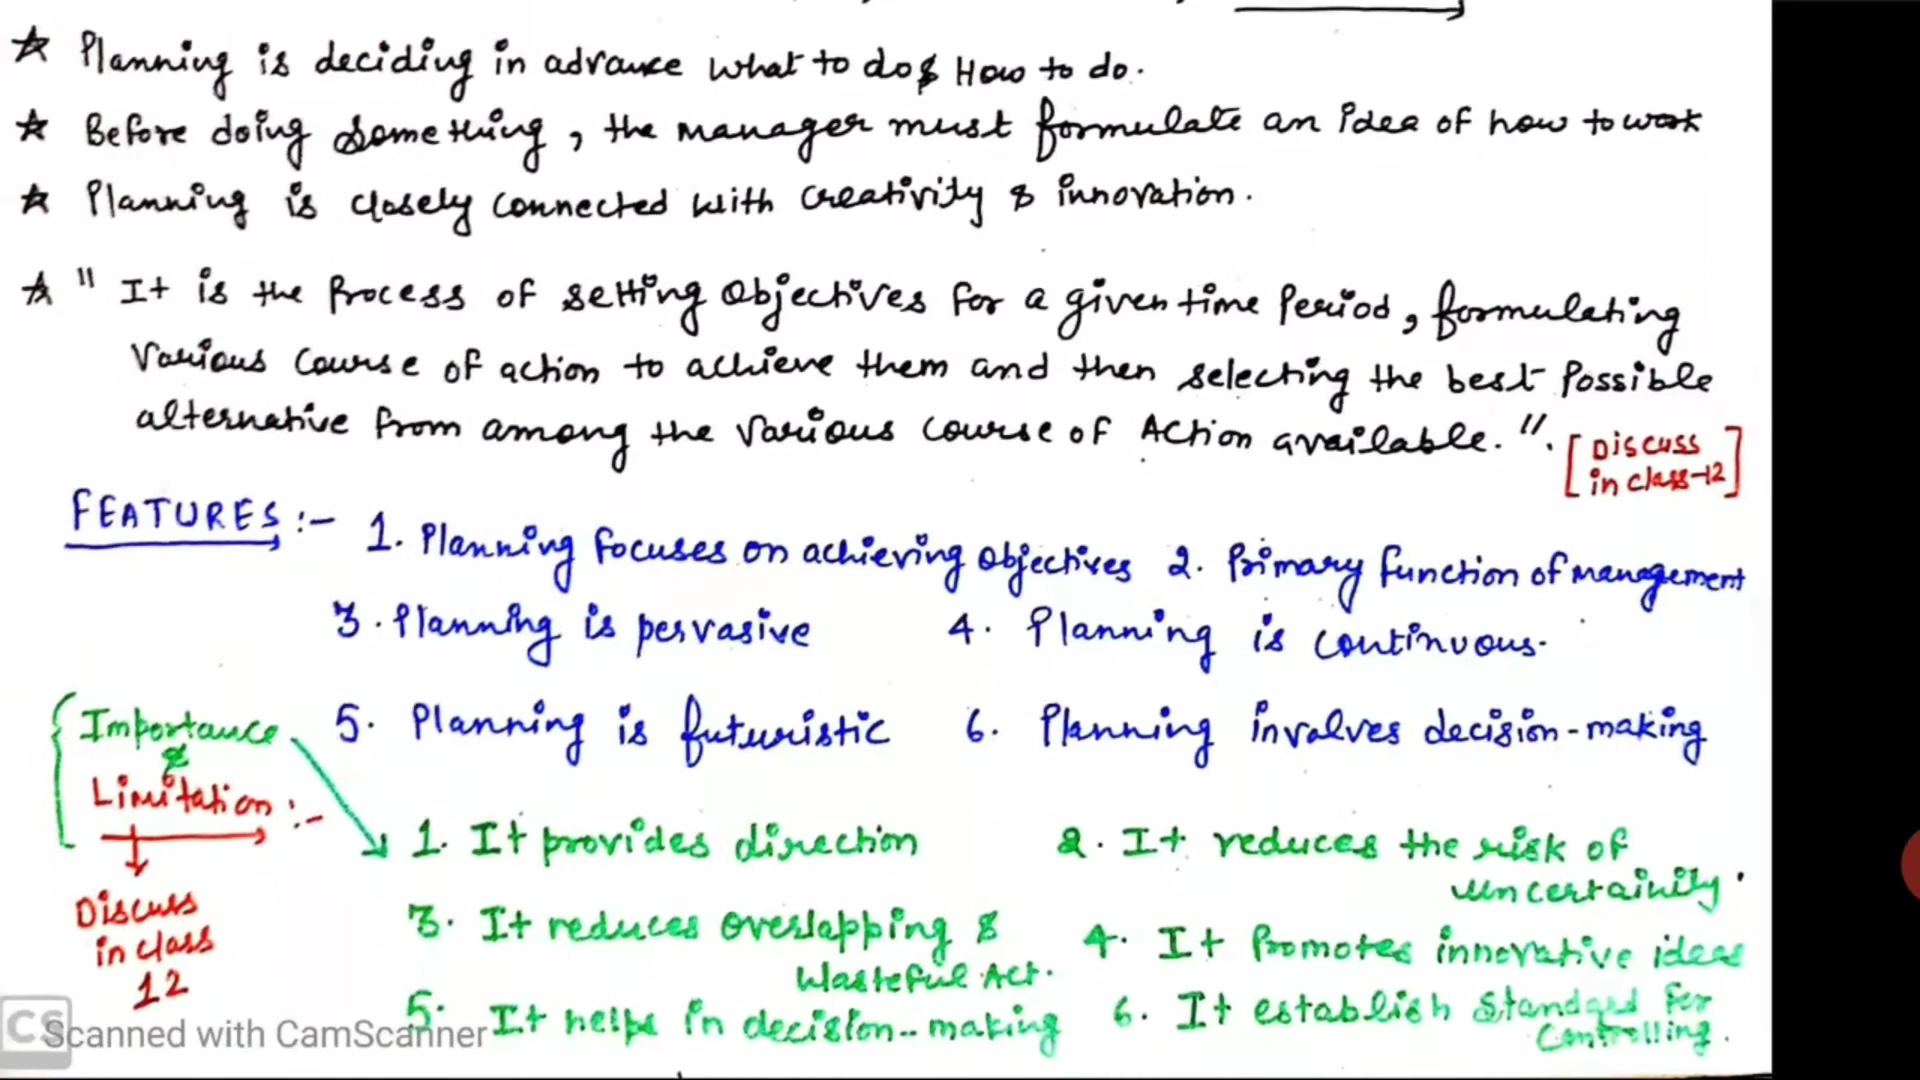 ☆ Planning is deciding in advance what to do & How to do.
☆ Before doing something, the manager must formulate an idea of how to work
☆ Planning is closely connected with creativity & innovation.
☆ "It is the Process of setting objectives for a given time Period, formulating
Various course of action to achieve them and then selecting the best Possible
alternative from among the various course of Action available.". [Discuss
in class-12]
FEATURES :- 1. Planning focuses on achieving objectives 2. Primary function of management
3. Planning is pervasive 4. Planning is continuous.
5. Planning is futuristic 6. Planning involves decision-making
Importance
&
Limitation :-
Discuss
in class
12
1. It provides direction 2. It reduces the risk of
uncertainity.
3. It reduces overlapping &
Wasteful Act.
4. It Promotes innovative ideas
5. It helps in decision-making 6. It establish Standard for
Controlling.
CS Scanned with CamScanner